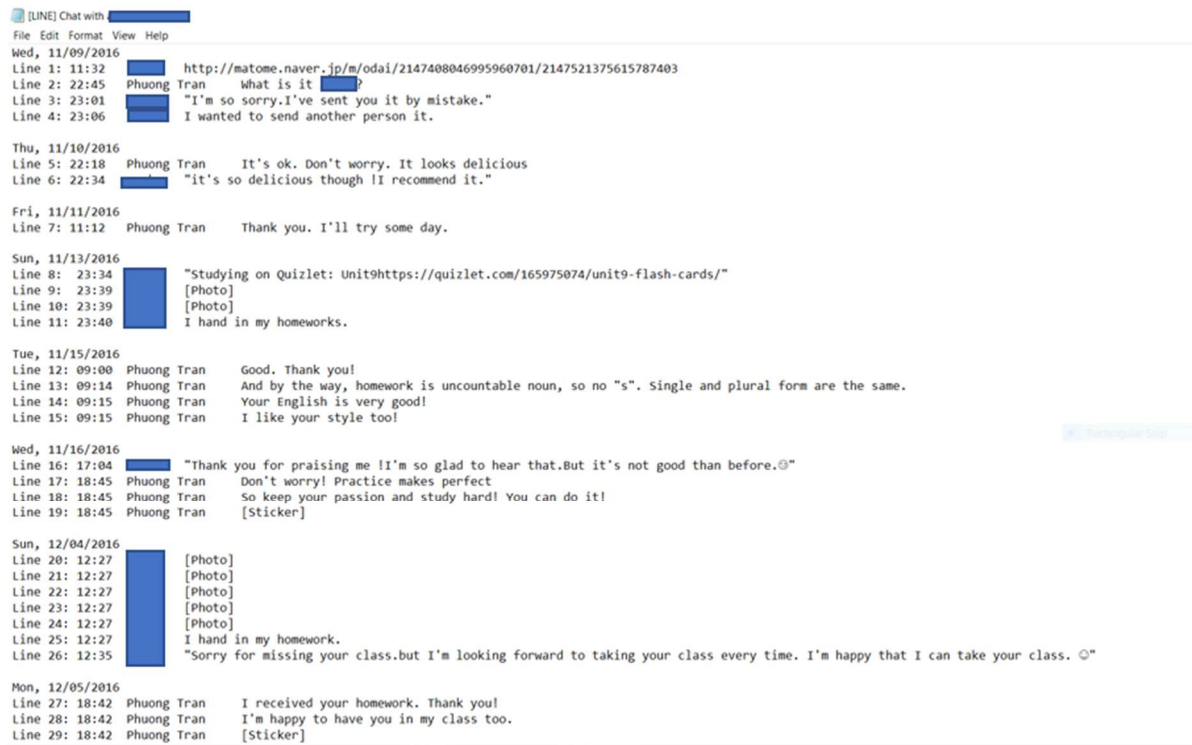 [LINE] Chat with
File Edit Format View Help
Wed, 11/09/2016
Line 1: 11:32 http://matome.naver.jp/m/odai/2147408046995960701/2147521375615787403
Line 2: 22:45 Phuong Tran What is it ?
Line 3: 23:01 "I'm so sorry.I've sent you it by mistake."
Line 4: 23:06 I wanted to send another person it.
Thu, 11/10/2016
Line 5: 22:18 Phuong Tran It's ok. Don't worry. It looks delicious
Line 6: 22:34 "it's so delicious though !I recommend it."
Fri, 11/11/2016
Line 7: 11:12 Phuong Tran Thank you. I'll try some day.
Sun, 11/13/2016
Line 8: 23:34 "Studying on Quizlet: Unit9https://quizlet.com/165975074/unit9-flash-cards/"
Line 9: 23:39 [Photo]
Line 10: 23:39 [Photo]
Line 11: 23:40 I hand in my homeworks.
Tue, 11/15/2016
Line 12: 09:00 Phuong Tran Good. Thank you!
Line 13: 09:14 Phuong Tran And by the way, homework is uncountable noun, so no "s". Single and plural form are the same.
Line 14: 09:15 Phuong Tran Your English is very good!
Line 15: 09:15 Phuong Tran I like your style too!
Rectangular Snip
Wed, 11/16/2016
Line 16: 17:04 "Thank you for praising me !I'm so glad to hear that.But it's not good than before.☺"
Line 17: 18:45 Phuong Tran Don't worry! Practice makes perfect
Line 18: 18:45 Phuong Tran So keep your passion and study hard! You can do it!
Line 19: 18:45 Phuong Tran [Sticker]
Sun, 12/04/2016
Line 20: 12:27 [Photo]
Line 21: 12:27 [Photo]
Line 22: 12:27 [Photo]
Line 23: 12:27 [Photo]
Line 24: 12:27 [Photo]
Line 25: 12:27 I hand in my homework.
Line 26: 12:35 "Sorry for missing your class.but I'm looking forward to taking your class every time. I'm happy that I can take your class. ☺"
Mon, 12/05/2016
Line 27: 18:42 Phuong Tran I received your homework. Thank you!
Line 28: 18:42 Phuong Tran I'm happy to have you in my class too.
Line 29: 18:42 Phuong Tran [Sticker]